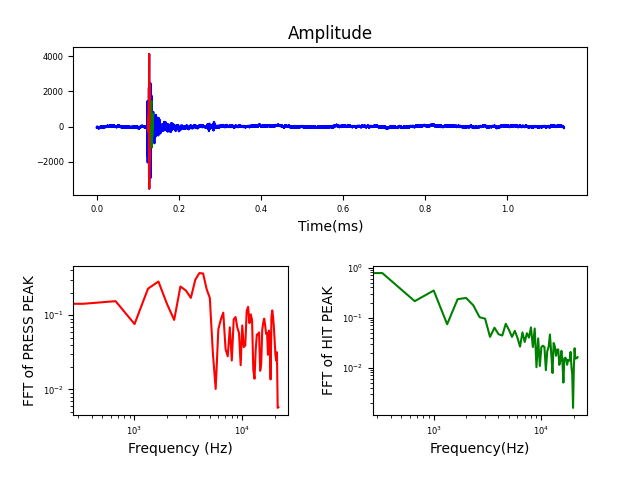 Amplitude
4000
2000
0
−2000
0.0 0.2 0.4 0.6 0.8 1.0
Time(ms)
FFT of PRESS PEAK
10⁻¹
10⁻²
10³ 10⁴
Frequency (Hz)
FFT of HIT PEAK
10⁰
10⁻¹
10⁻²
10³ 10⁴
Frequency(Hz)